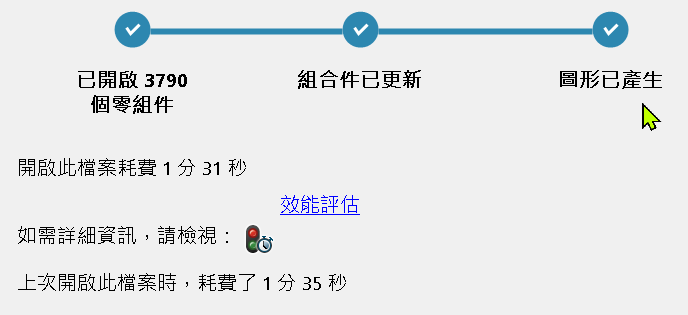 已開啟 3790
個零組件
組合件已更新
圖形已產生
開啟此檔案耗費 1 分 31 秒
效能評估
如需詳細資訊，請檢視：
上次開啟此檔案時，耗費了 1 分 35 秒